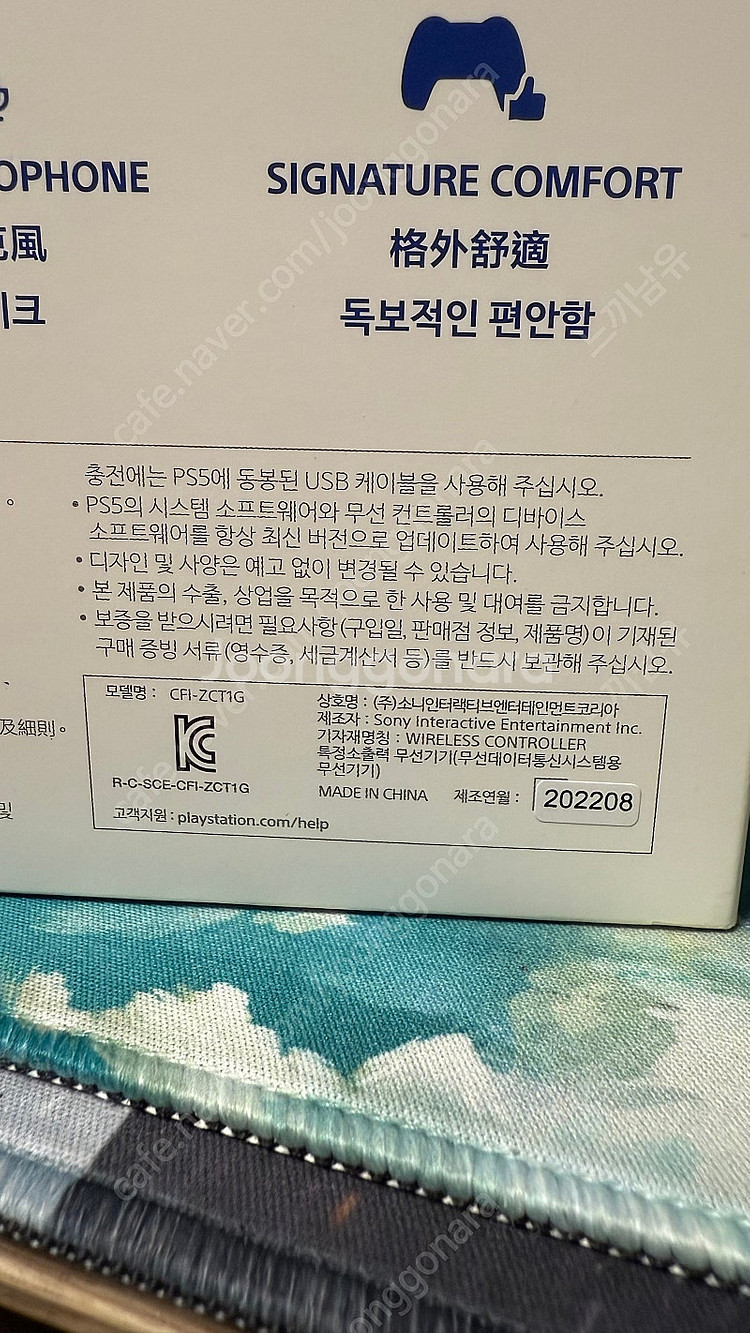 OPHONE
風
이크
SIGNATURE COMFORT
格外舒適
독보적인 편안함
충전에는 PS5에 동봉된 USB 케이블을 사용해 주십시오.
• PS5의 시스템 소프트웨어와 무선 컨트롤러의 디바이스
소프트웨어를 항상 최신 버전으로 업데이트하여 사용해 주십시오.
• 디자인 및 사양은 예고 없이 변경될 수 있습니다.
• 본 제품의 수출, 상업을 목적으로 한 사용 및 대여를 금지합니다.
• 보증을 받으시려면 필요사항(구입일, 판매점 정보, 제품명)이 기재된
구매 증빙 서류(영수증, 세금계산서 등)를 반드시 보관해 주십시오.
及細則。
및
모델명 : CFI-ZCT1G
R-C-SCE-CFI-ZCT1G
상호명 : (주)소니인터랙티브엔터테인먼트코리아
제조자 : Sony Interactive Entertainment Inc.
기자재명칭 : WIRELESS CONTROLLER
특정소출력 무선기기(무선데이터통신시스템용
무선기기)
MADE IN CHINA 제조연월 : 202208
고객지원 : playstation.com/help
cafe.naver.com/joonggonara
joonggonara